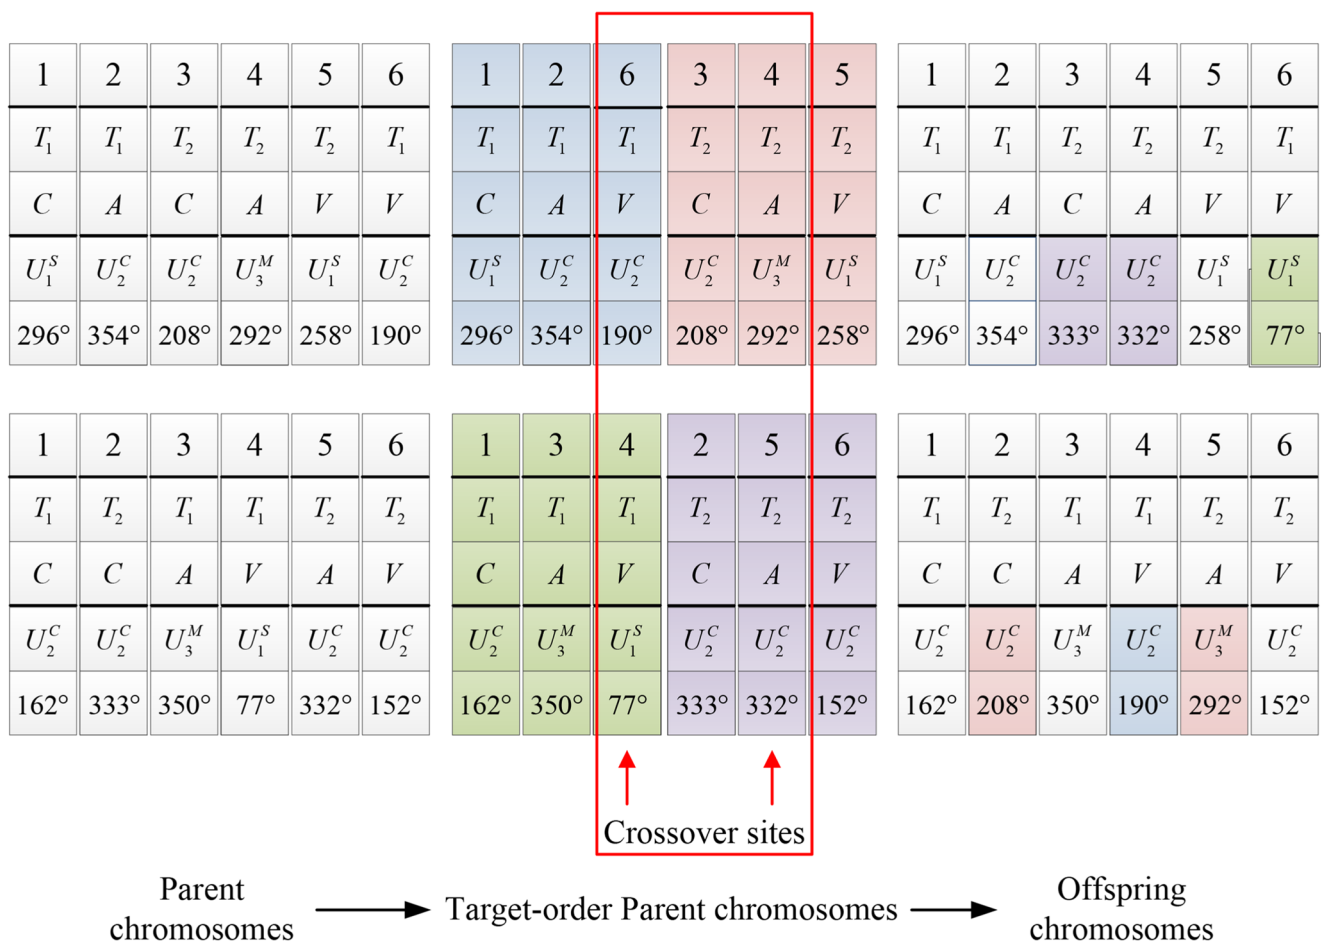 1 2 3 4 5 6 1 2 6 3 4 5 1 2 3 4 5 6
T₁ T₁ T₂ T₂ T₂ T₁ T₁ T₁ T₁ T₂ T₂ T₂ T₁ T₁ T₂ T₂ T₂ T₁
C A C A V V C A V C A V C A C A V V
U₁ˢ U₂ᶜ U₂ᶜ U₃ᴹ U₁ˢ U₂ᶜ U₁ˢ U₂ᶜ U₂ᶜ U₂ᶜ U₃ᴹ U₁ˢ U₁ˢ U₂ᶜ U₂ᶜ U₂ᶜ U₁ˢ U₁ˢ
296° 354° 208° 292° 258° 190° 296° 354° 190° 208° 292° 258° 296° 354° 333° 332° 258° 77°
1 2 3 4 5 6 1 3 4 2 5 6 1 2 3 4 5 6
T₁ T₂ T₁ T₁ T₂ T₂ T₁ T₁ T₁ T₂ T₂ T₂ T₁ T₂ T₁ T₁ T₂ T₂
C C A V A V C A V C A V C C A V A V
U₂ᶜ U₂ᶜ U₃ᴹ U₁ˢ U₂ᶜ U₂ᶜ U₂ᶜ U₃ᴹ U₁ˢ U₂ᶜ U₂ᶜ U₂ᶜ U₂ᶜ U₂ᶜ U₃ᴹ U₂ᶜ U₃ᴹ U₂ᶜ
162° 333° 350° 77° 332° 152° 162° 350° 77° 333° 332° 152° 162° 208° 350° 190° 292° 152°
Crossover sites
Parent
chromosomes
Target-order Parent chromosomes
Offspring
chromosomes